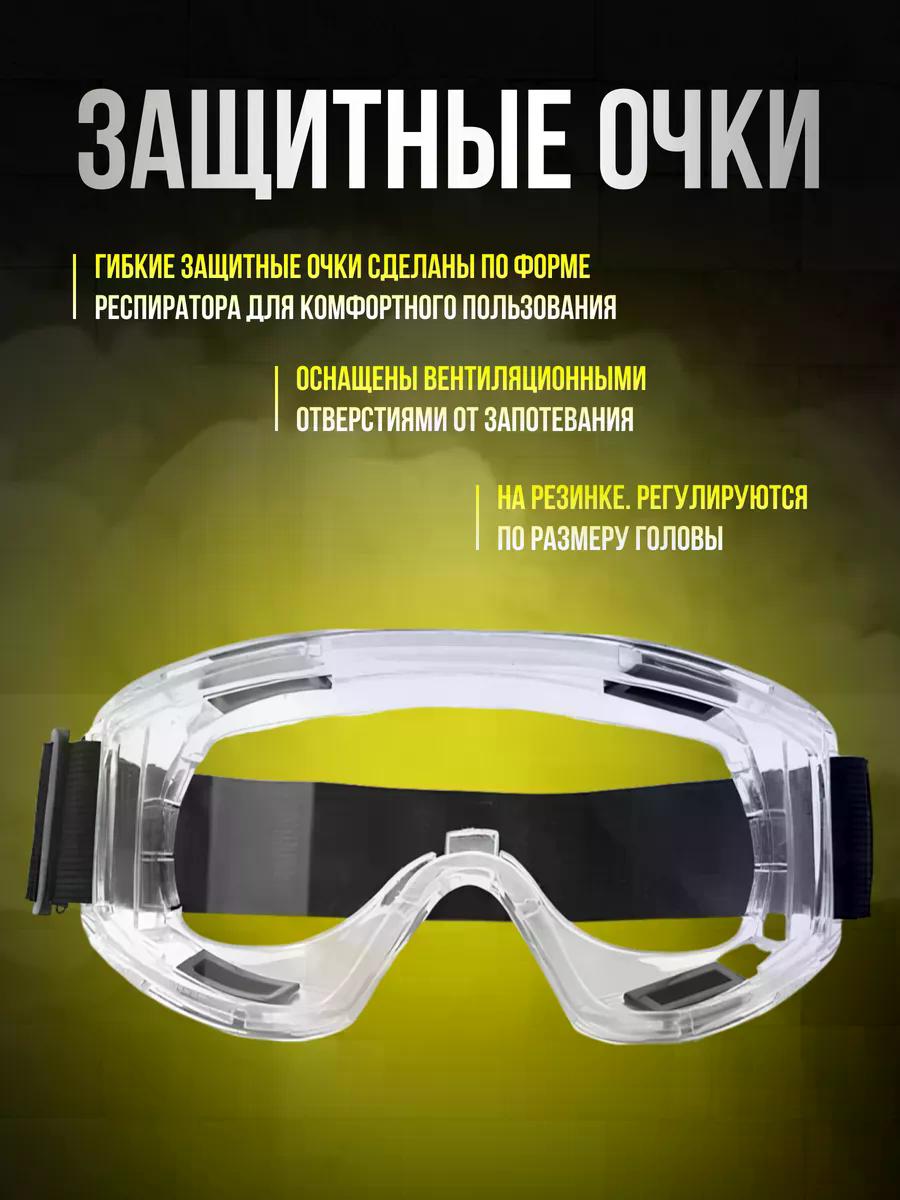 ЗАЩИТНЫЕ ОЧКИ
ГИБКИЕ ЗАЩИТНЫЕ ОЧКИ СДЕЛАНЫ ПО ФОРМЕ
РЕСПИРАТОРА ДЛЯ КОМФОРТНОГО ПОЛЬЗОВАНИЯ
ОСНАЩЕНЫ ВЕНТИЛЯЦИОННЫМИ
ОТВЕРСТИЯМИ ОТ ЗАПОТЕВАНИЯ
НА РЕЗИНКЕ. РЕГУЛИРУЮТСЯ
ПО РАЗМЕРУ ГОЛОВЫ